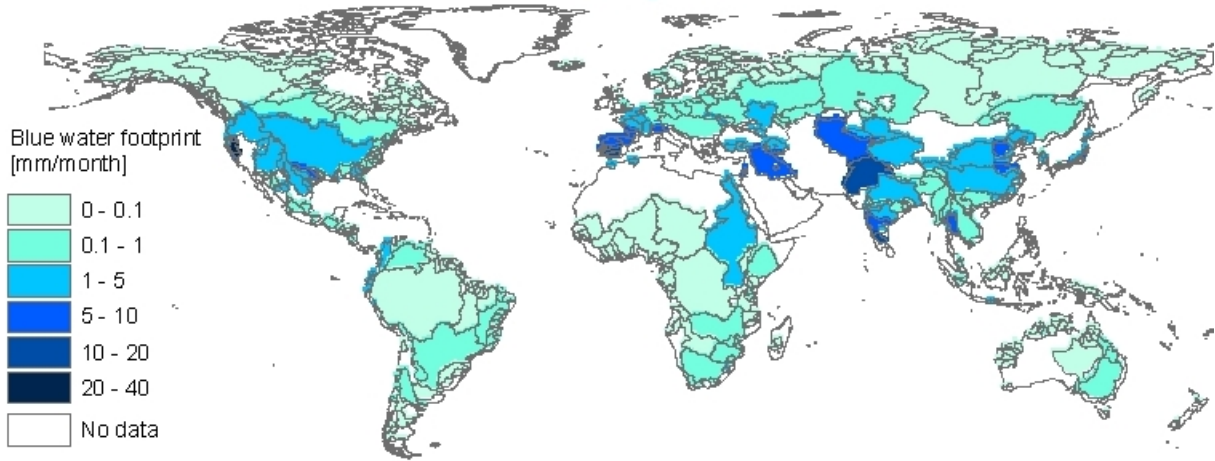 Blue water footprint
[mm/month]
0 - 0.1
0.1 - 1
1 - 5
5 - 10
10 - 20
20 - 40
No data